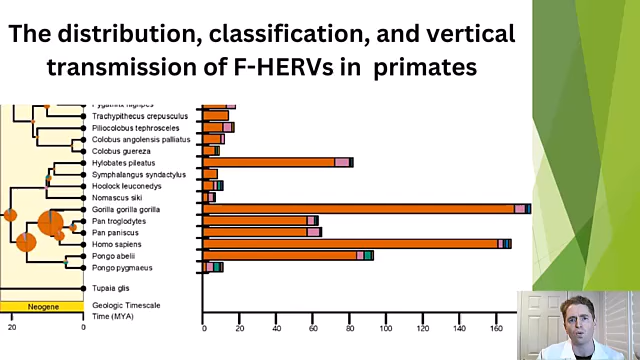 The distribution, classification, and vertical
transmission of F-HERVs in primates
Pygathrix nigripes
Trachypithecus crepusculus
Piliocolobus tephrosceles
Colobus angolensis palliatus
Colobus guereza
Hylobates pileatus
Symphalangus syndactylus
Hoolock leuconedys
Nomascus siki
Gorilla gorilla gorilla
Pan troglodytes
Pan paniscus
Homo sapiens
Pongo abelii
Pongo pygmaeus
Tupaia glis
Neogene Geologic Timescale
20 0 Time (MYA) 0 20 40 60 80 100 120 140 160